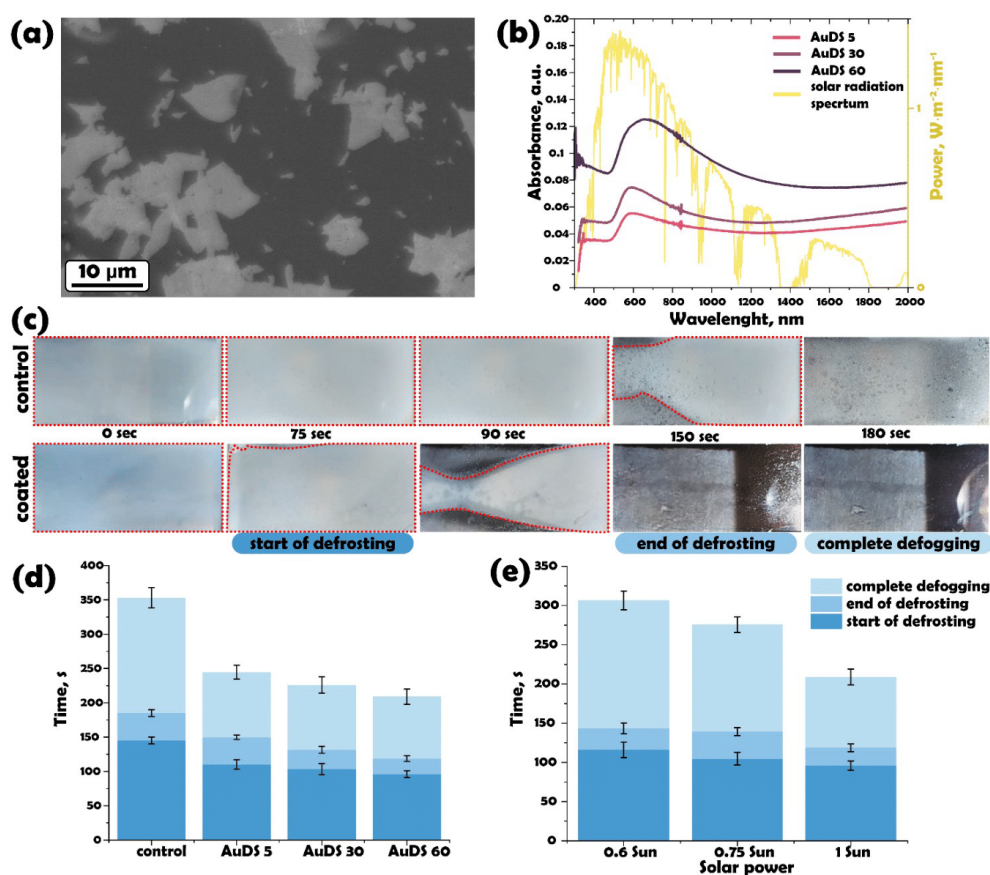 (a)
10 μm
(b)
AuDS 5
AuDS 30
AuDS 60
solar radiation
specrtum
Absorbance, a.u.
0.20
0.18
0.16
0.14
0.12
0.1
0.08
0.06
0.04
0.02
0
400 600 800 1000 1200 1400 1600 1800 2000
Wavelenght, nm
1
0
Power, W·m⁻²·nm⁻¹
(c)
control
0 sec 75 sec 90 sec 150 sec 180 sec
coated
start of defrosting end of defrosting complete defogging
(d)
Time, s
400
350
300
250
200
150
100
50
0
control AuDS 5 AuDS 30 AuDS 60
(e)
Time, s
350
300
250
200
150
100
50
0
complete defogging
end of defrosting
start of defrosting
0.6 Sun 0.75 Sun 1 Sun
Solar power